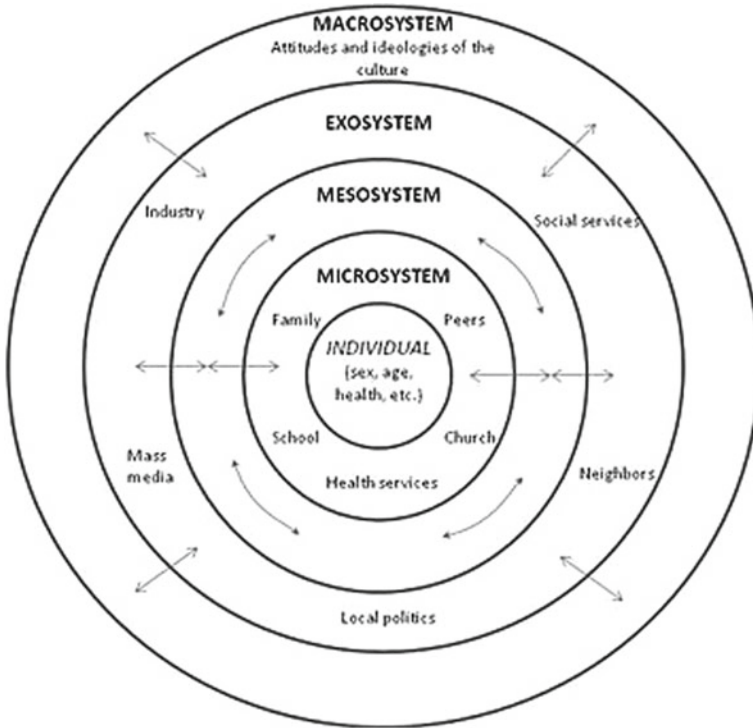 MACROSYSTEM
Attitudes and ideologies of the
culture
EXOSYSTEM
MESOSYSTEM
Industry
Social services
MICROSYSTEM
Family
Peers
INDIVIDUAL
{sex, age,
health, etc.}
School
Church
Mass
media
Health services
Neighbors
Local politics